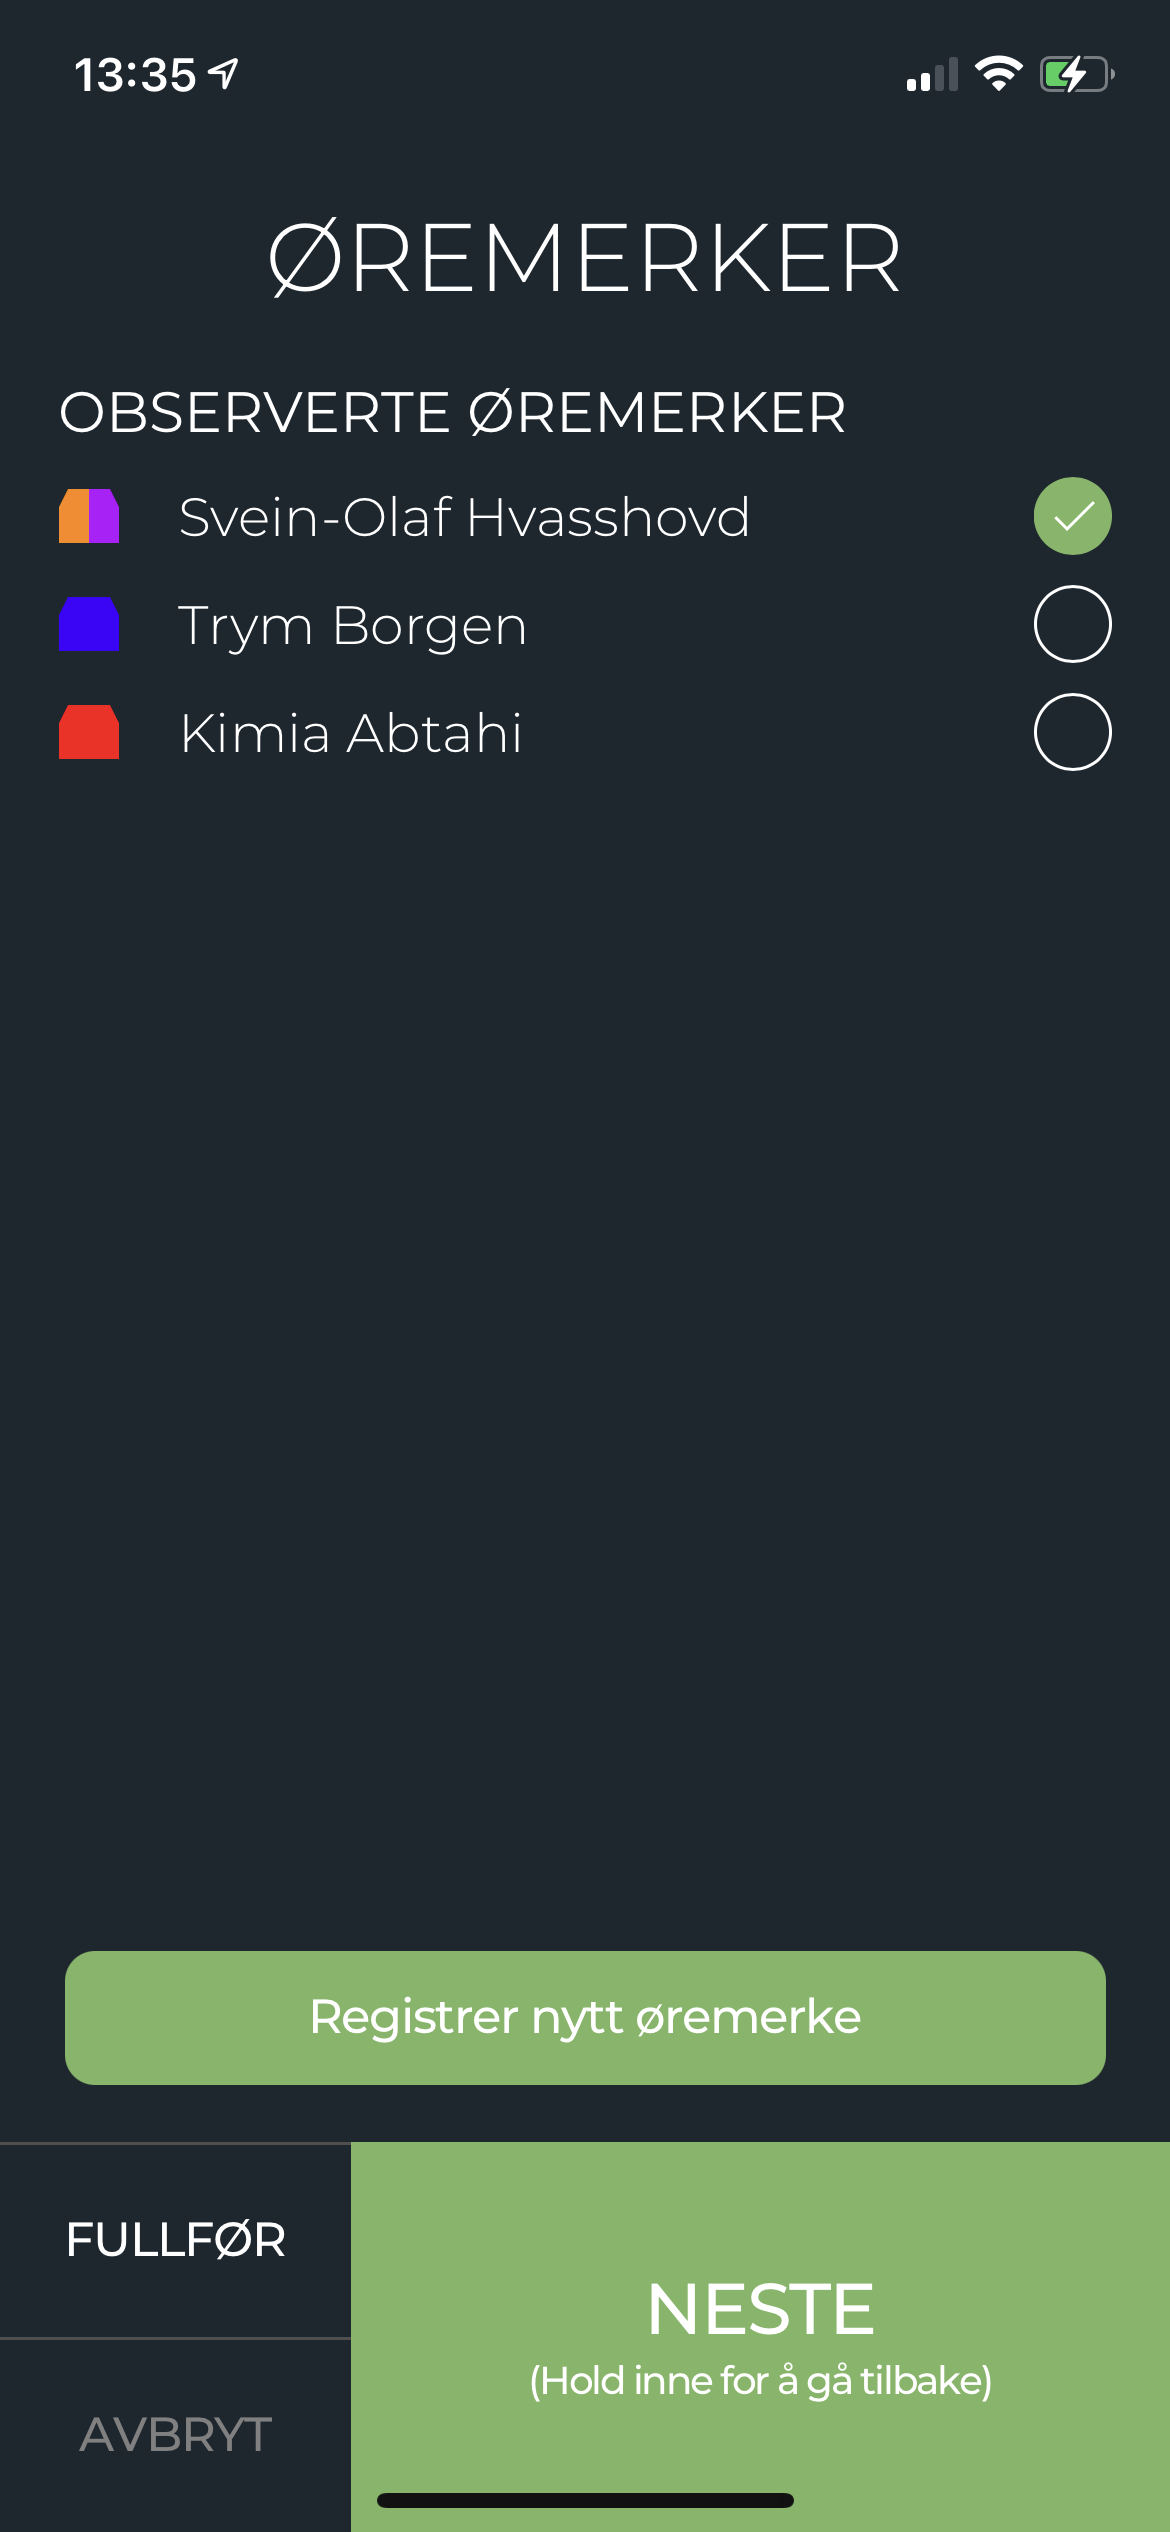 13:35
ØREMERKER
OBSERVERTE ØREMERKER
Svein-Olaf Hvasshovd
Trym Borgen
Kimia Abtahi
Registrer nytt øremerke
FULLFØR
NESTE
(Hold inne for å gå tilbake)
AVBRYT